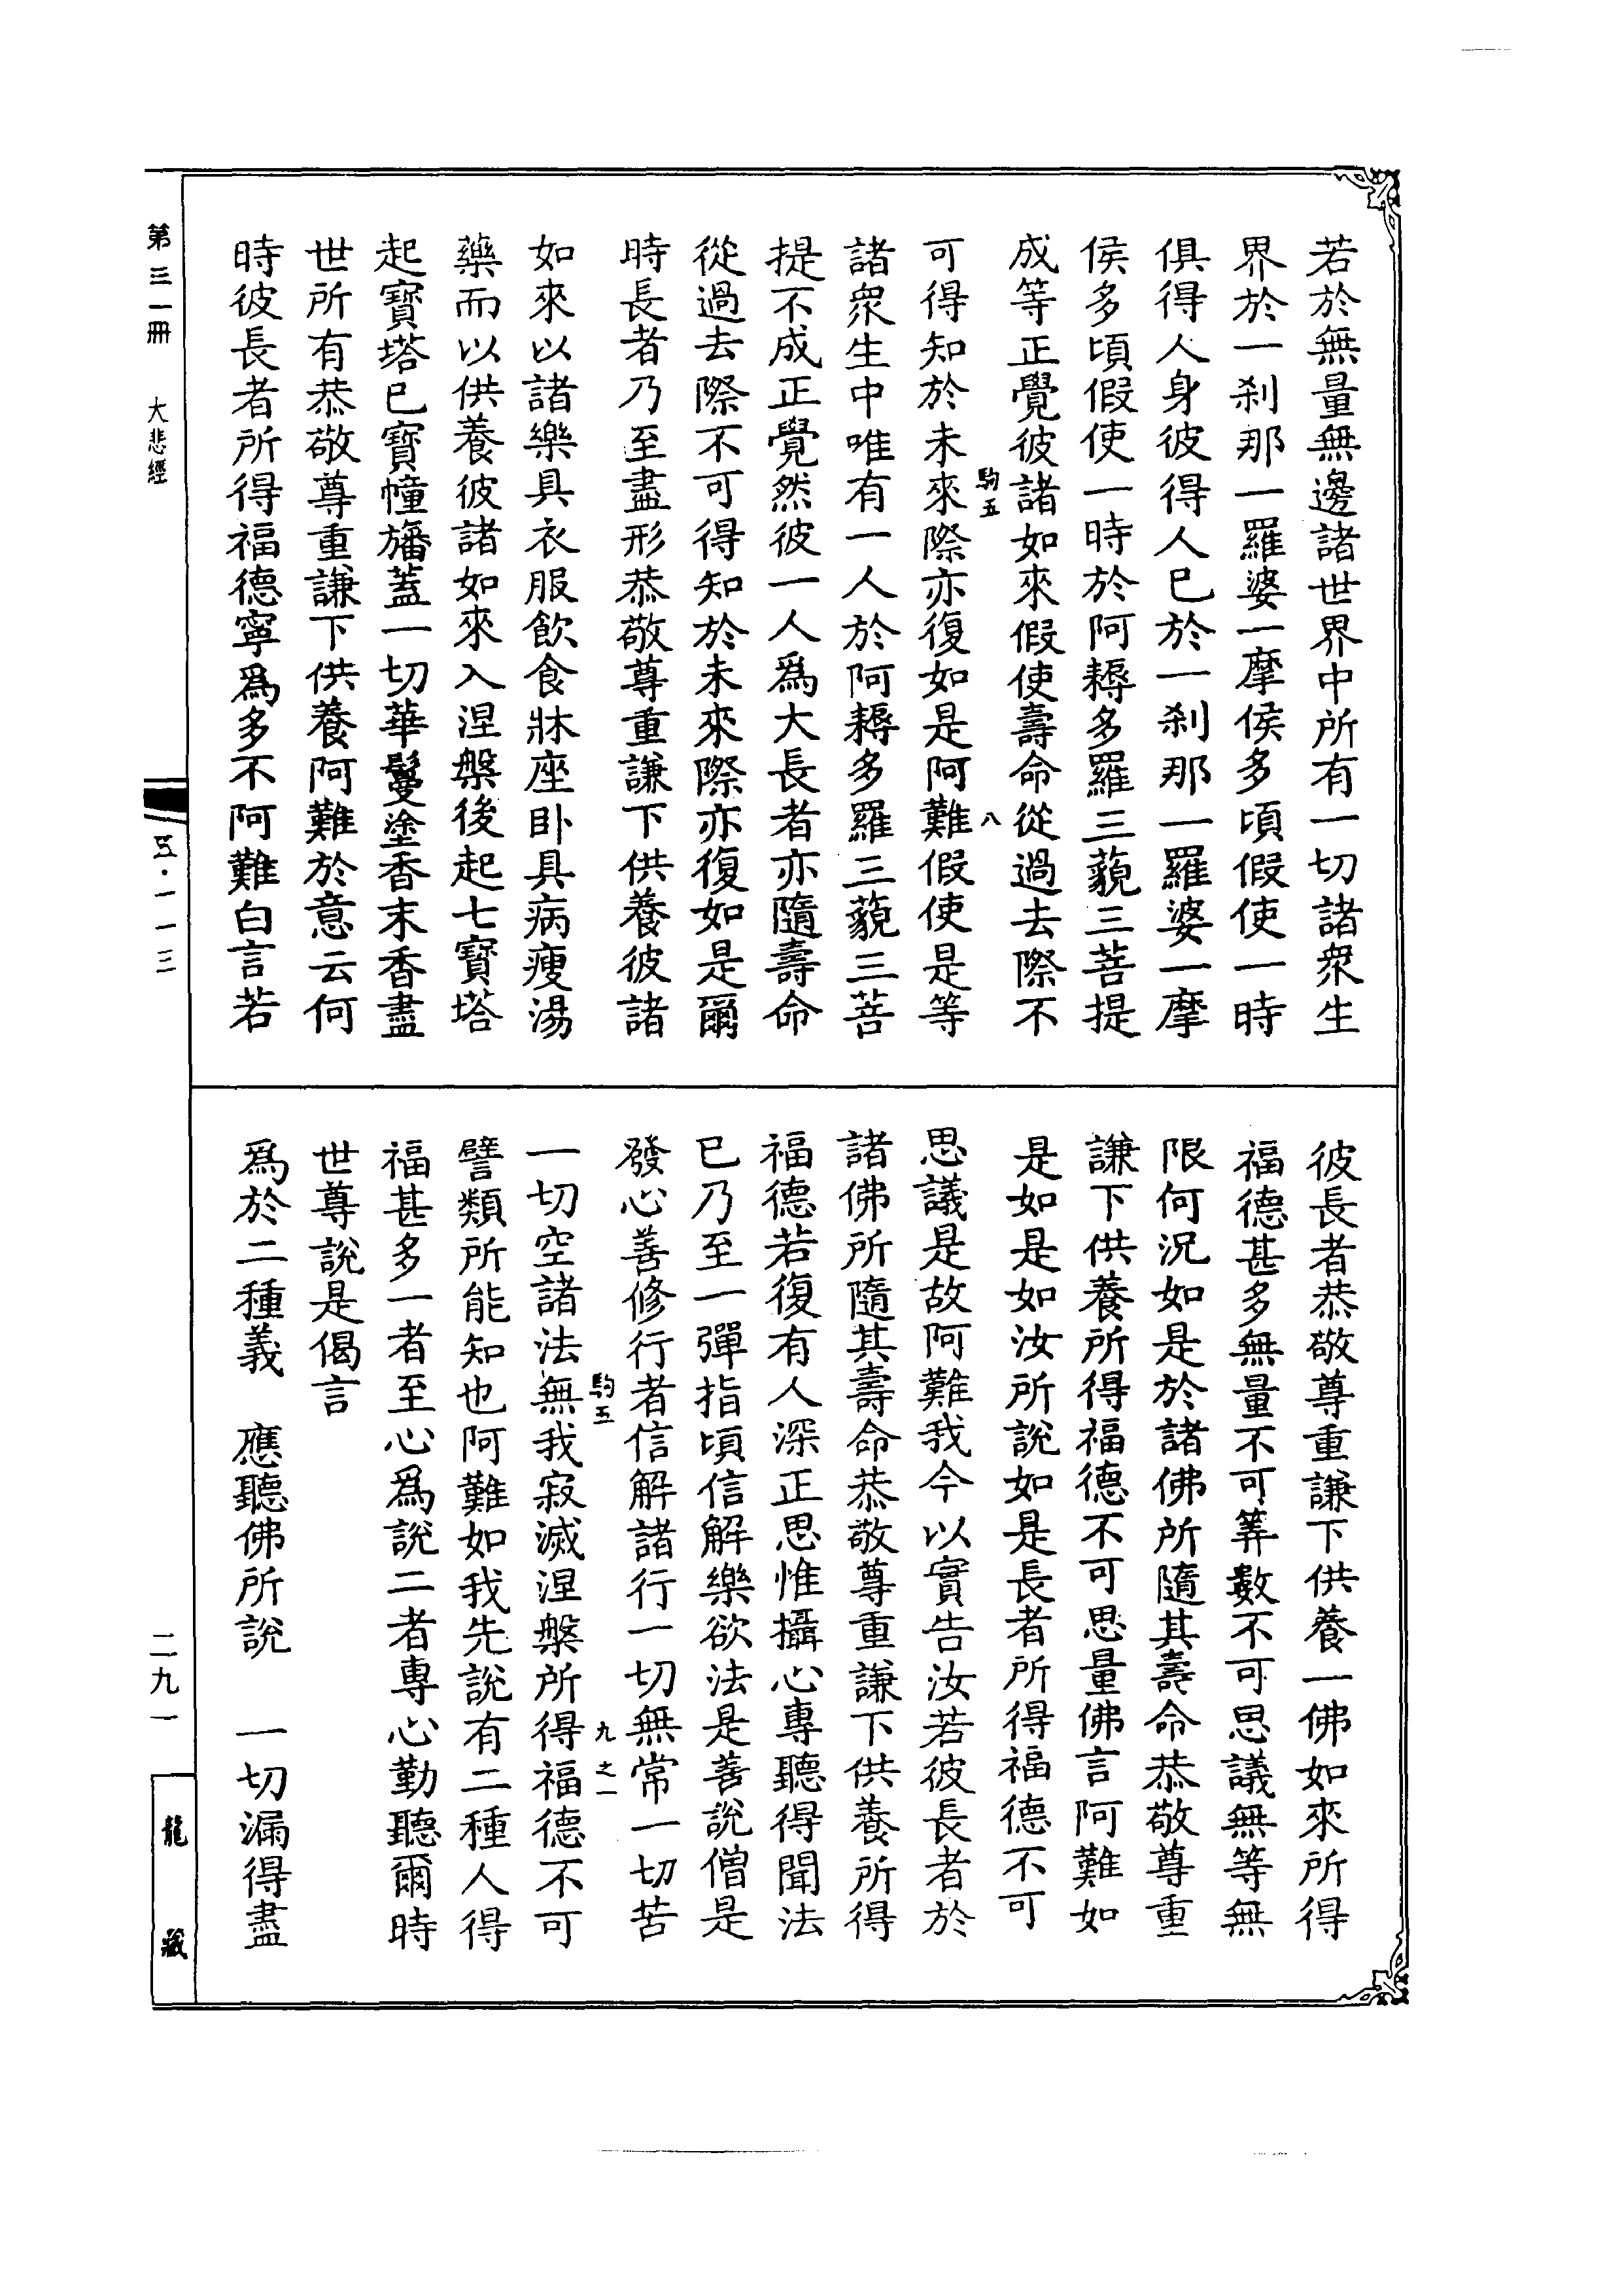 若於無量無邊諸世界中所有一切諸衆生
界於一刹那一羅婆一摩侯多頃假使一時
俱得人身彼得人已於一刹那一羅婆一摩
侯多頃假使一時於阿耨多羅三藐三菩提
成等正覺彼諸如來假使壽命從過去際不
駒五 八
可得知於未來際亦復如是阿難假使是等
諸衆生中唯有一人於阿耨多羅三藐三菩
提不成正覺然彼一人爲大長者亦隨壽命
從過去際不可得知於未來際亦復如是爾
時長者乃至盡形恭敬尊重謙下供養彼諸
如來以諸樂具衣服飲食牀座卧具病瘦湯
藥而以供養彼諸如來入涅槃後起七寶塔
起寶塔已寶幢旛蓋一切華鬘塗香末香盡
世所有恭敬尊重謙下供養阿難於意云何
時彼長者所得福德寧爲多不阿難白言若
彼長者恭敬尊重謙下供養一佛如來所得
福德甚多無量不可筭數不可思議無等無
限何況如是於諸佛所隨其壽命恭敬尊重
謙下供養所得福德不可思量佛言阿難如
是如是如汝所說如是長者所得福德不可
思議是故阿難我今以實告汝若彼長者於
諸佛所隨其壽命恭敬尊重謙下供養所得
福德若復有人深正思惟攝心專聽得聞法
已乃至一彈指頃信解樂欲法是善說僧是
發心善修行者信解諸行一切無常一切苦
駒五 九之一
一切空諸法無我寂滅涅槃所得福德不可
譬類所能知也阿難如我先說有二種人得
福甚多一者至心爲說二者專心勤聽爾時
世尊說是偈言
爲於二種義 應聽佛所說 一切漏得盡
第三一冊 大悲經
五·一一三
二九一
龍藏